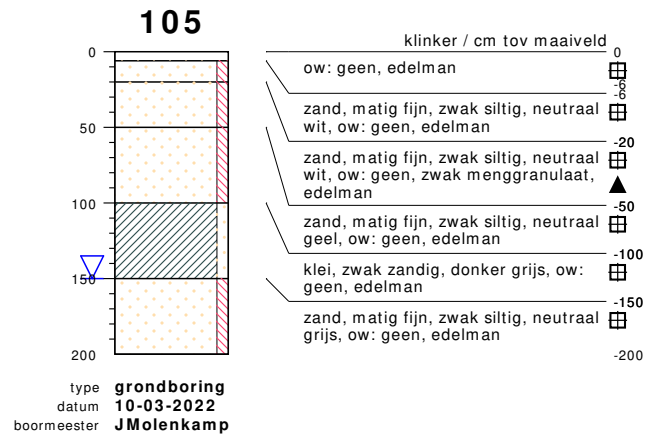 105
klinker / cm tov maaiveld
0
0
ow: geen, edelman
-6
-6
zand, matig fijn, zwak siltig, neutraal
wit, ow: geen, edelman
-20
50
zand, matig fijn, zwak siltig, neutraal
wit, ow: geen, zwak menggranulaat,
edelman
-50
100
zand, matig fijn, zwak siltig, neutraal
geel, ow: geen, edelman
-100
150
klei, zwak zandig, donker grijs, ow:
geen, edelman
-150
zand, matig fijn, zwak siltig, neutraal
grijs, ow: geen, edelman
200
-200
type grondboring
datum 10-03-2022
boormeester JMolenkamp